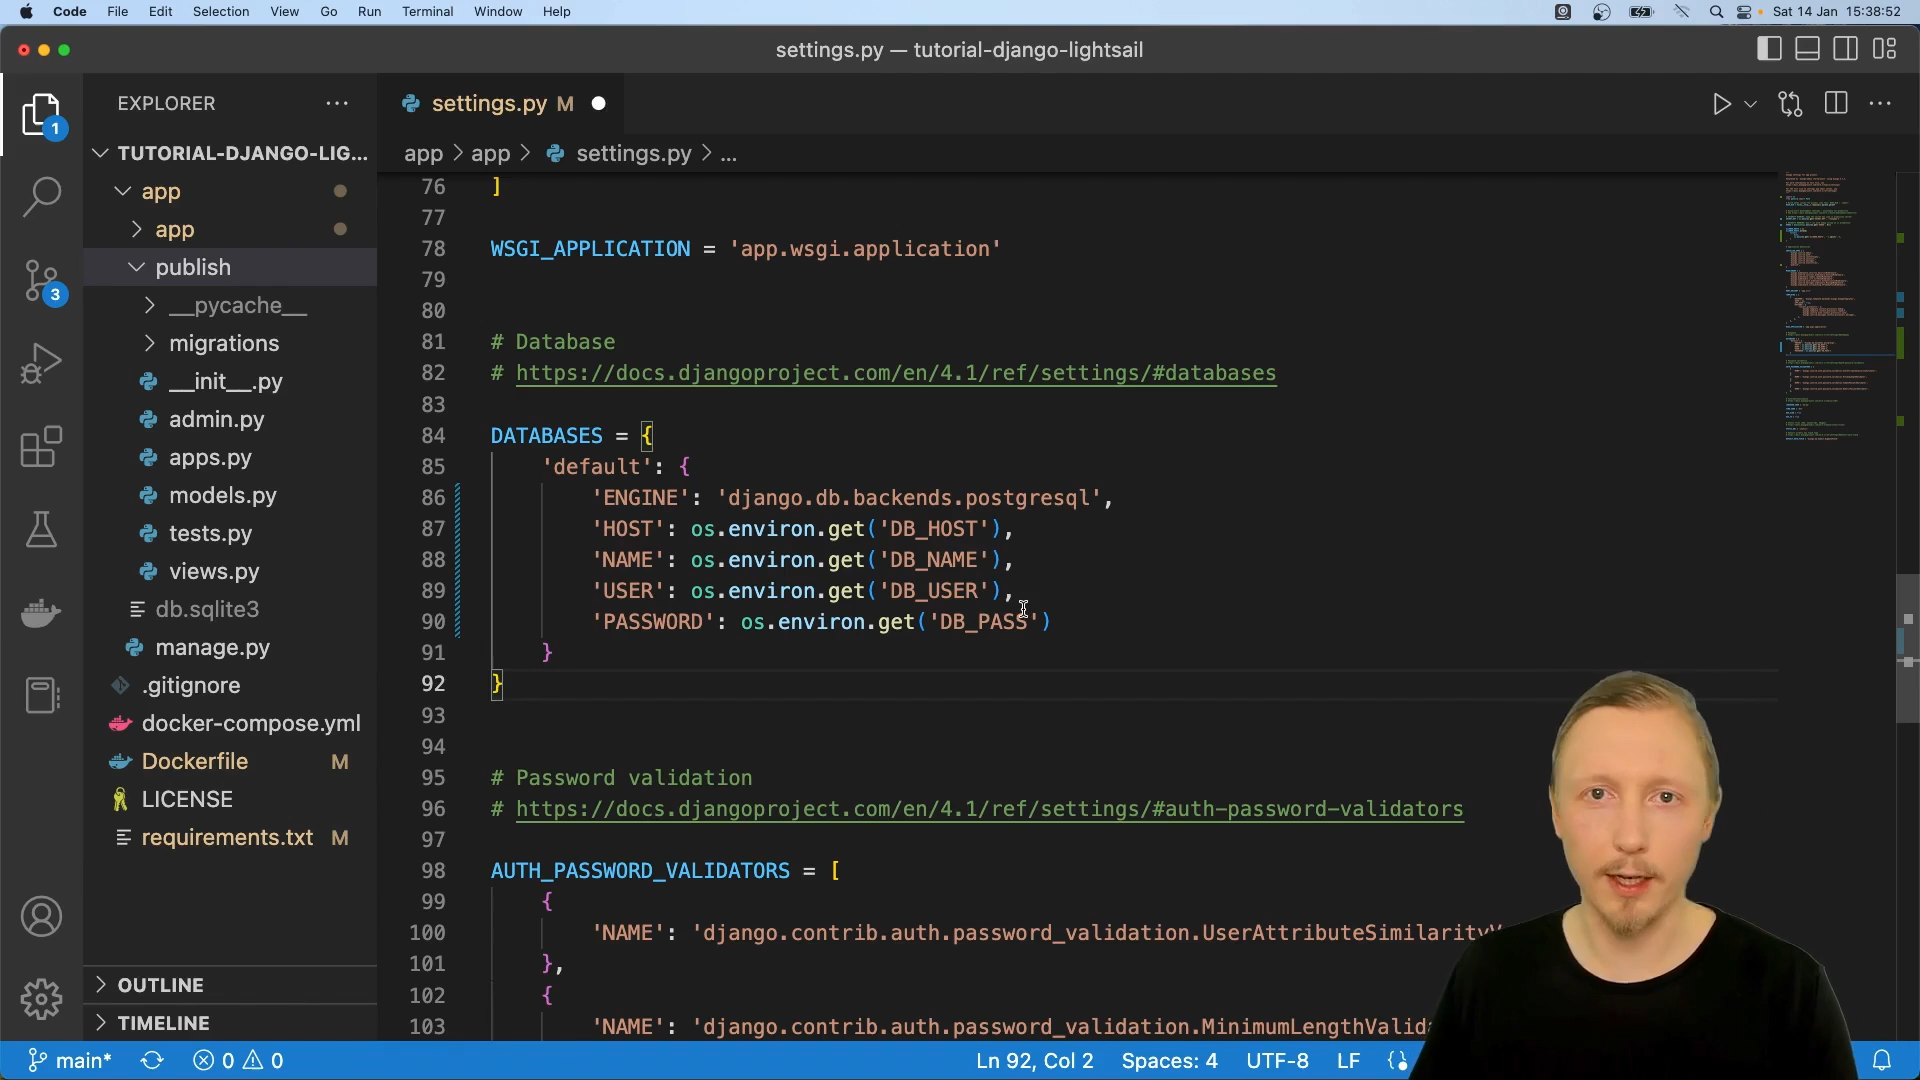 Code File Edit Selection View Go Run Terminal Window Help Sat 14 Jan 15:38:52
settings.py — tutorial-django-lightsail
EXPLORER
settings.py M
TUTORIAL-DJANGO-LIG...
app > app > settings.py > ...
app
app
publish
__pycache__
migrations
__init__.py
admin.py
apps.py
models.py
tests.py
views.py
db.sqlite3
manage.py
.gitignore
docker-compose.yml
Dockerfile M
LICENSE
requirements.txt M
OUTLINE
TIMELINE
1
3
76 ]
77
78 WSGI_APPLICATION = 'app.wsgi.application'
79
80
81 # Database
82 # https://docs.djangoproject.com/en/4.1/ref/settings/#databases
83
84 DATABASES = {
85 'default': {
86 'ENGINE': 'django.db.backends.postgresql',
87 'HOST': os.environ.get('DB_HOST'),
88 'NAME': os.environ.get('DB_NAME'),
89 'USER': os.environ.get('DB_USER'),
90 'PASSWORD': os.environ.get('DB_PASS')
91 }
92 }
93
94
95 # Password validation
96 # https://docs.djangoproject.com/en/4.1/ref/settings/#auth-password-validators
97
98 AUTH_PASSWORD_VALIDATORS = [
99 {
100 'NAME': 'django.contrib.auth.password_validation.UserAttributeSimilarityV
101 },
102 {
103 'NAME': 'django.contrib.auth.password_validation.MinimumLengthValid
main* 0 0 Ln 92, Col 2 Spaces: 4 UTF-8 LF {}